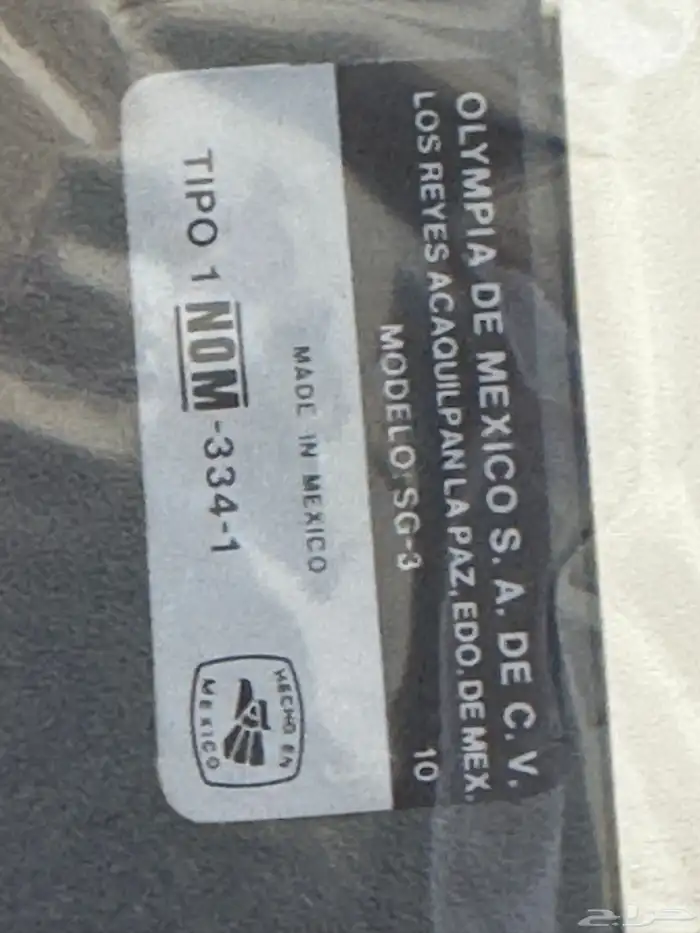 OLYMPIA DE MEXICO S. A. DE C. V.
LOS REYES ACAQUILPAN LA PAZ, EDO. DE MEX.
MODELO: SG-3
10
MADE IN MEXICO
TIPO 1 NOM-334-1
HECHO EN
MEXICO
حراج